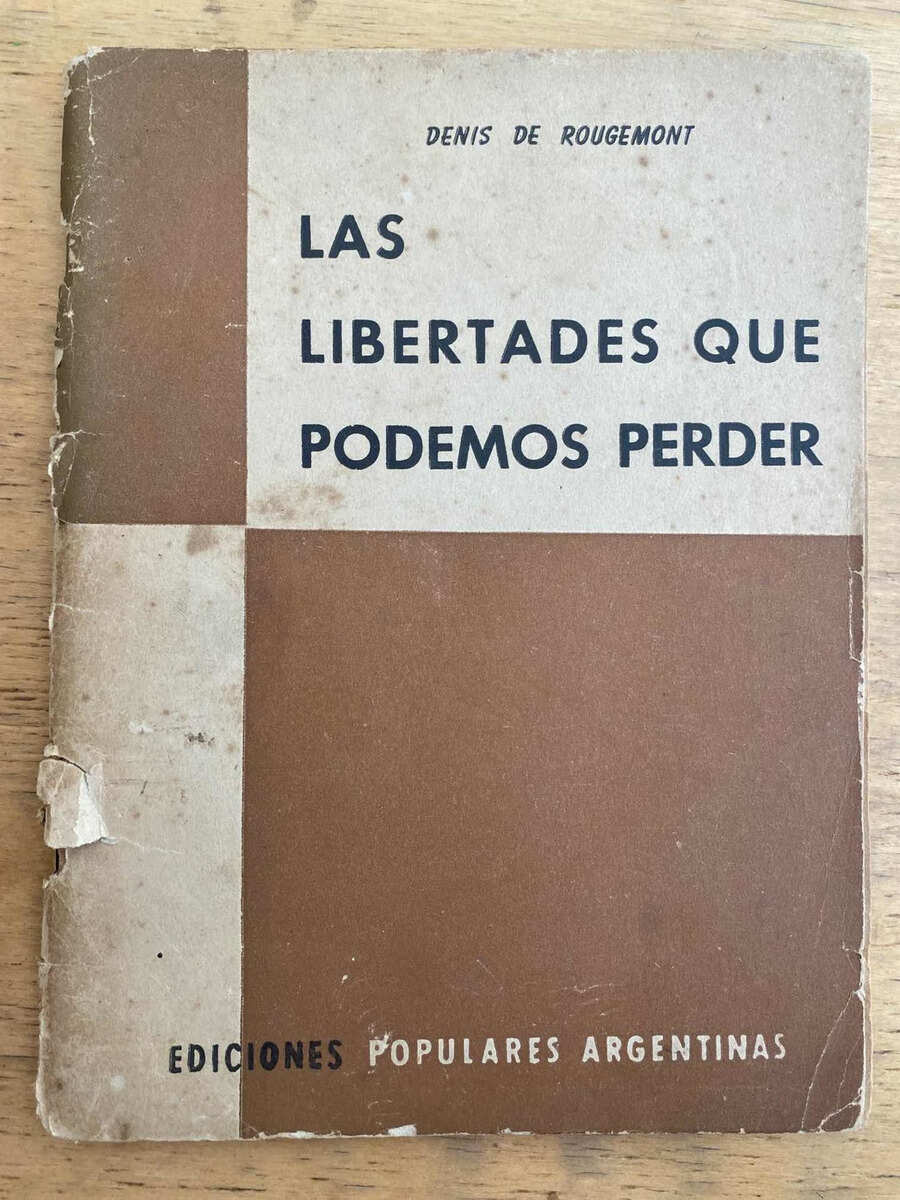 DENIS DE ROUGEMONT
LAS
LIBERTADES QUE
PODEMOS PERDER
EDICIONES POPULARES ARGENTINAS